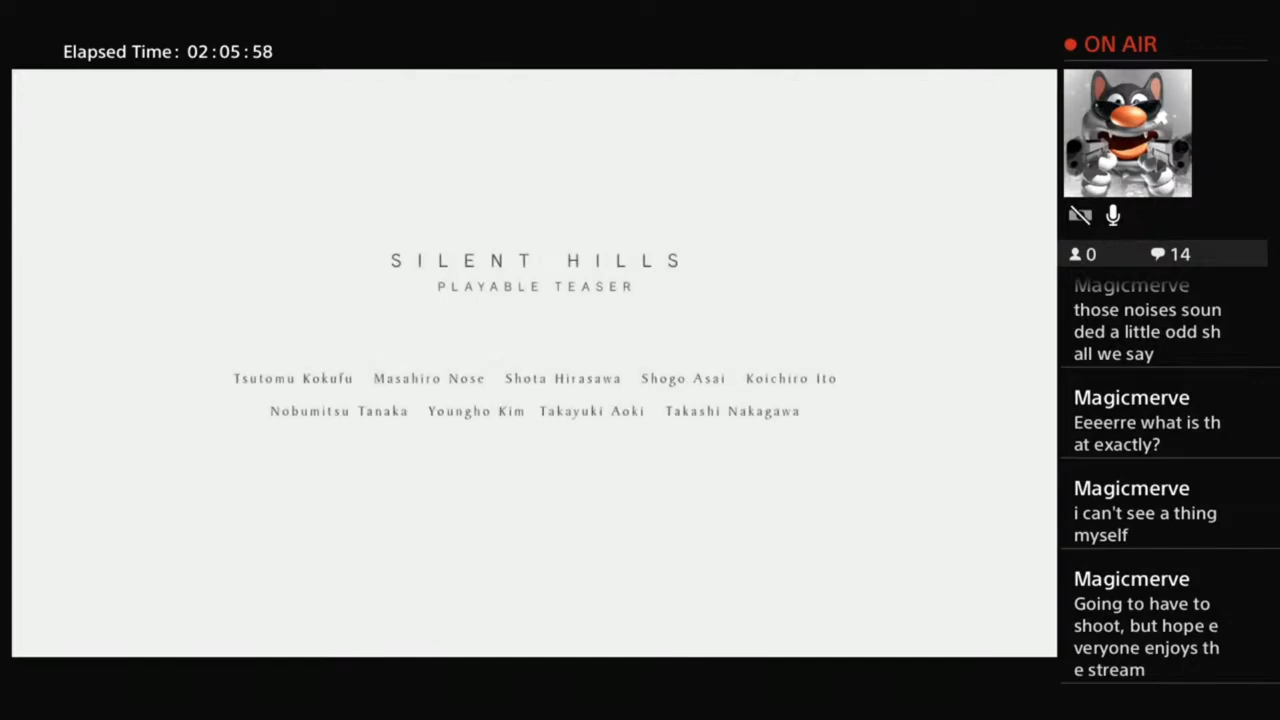 Elapsed Time: 02:05:58
ON AIR
SILENT HILLS
PLAYABLE TEASER
Tsutomu Kokufu Masahiro Nose Shota Hirasawa Shogo Asai Koichiro Ito
Nobumitsu Tanaka Youngho Kim Takayuki Aoki Takashi Nakagawa
0 14
Magicmerve
those noises soun
ded a little odd sh
all we say
Magicmerve
Eeeerre what is th
at exactly?
Magicmerve
i can't see a thing
myself
Magicmerve
Going to have to
shoot, but hope e
veryone enjoys th
e stream